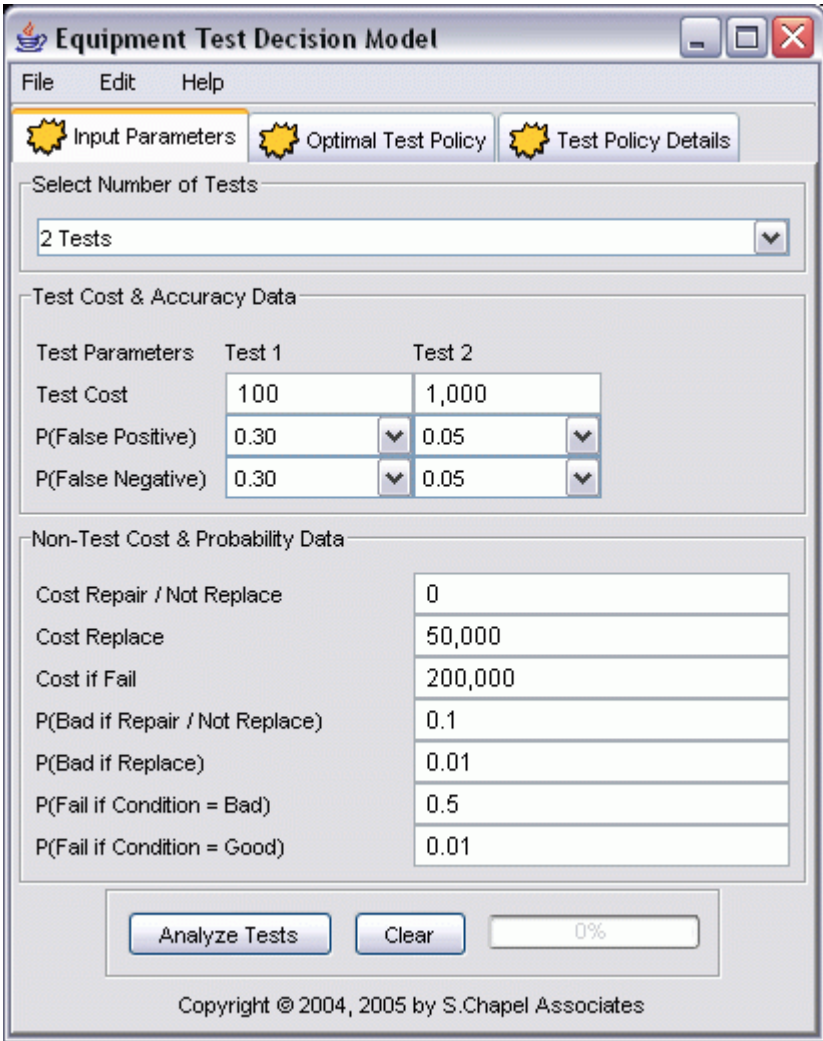 Equipment Test Decision Model
File Edit Help
Input Parameters Optimal Test Policy Test Policy Details
Select Number of Tests
2 Tests
Test Cost & Accuracy Data
Test Parameters Test 1 Test 2
Test Cost 100 1,000
P(False Positive) 0.30 0.05
P(False Negative) 0.30 0.05
Non-Test Cost & Probability Data
Cost Repair / Not Replace 0
Cost Replace 50,000
Cost if Fail 200,000
P(Bad if Repair / Not Replace) 0.1
P(Bad if Replace) 0.01
P(Fail if Condition = Bad) 0.5
P(Fail if Condition = Good) 0.01
Analyze Tests Clear 0%
Copyright © 2004, 2005 by S.Chapel Associates